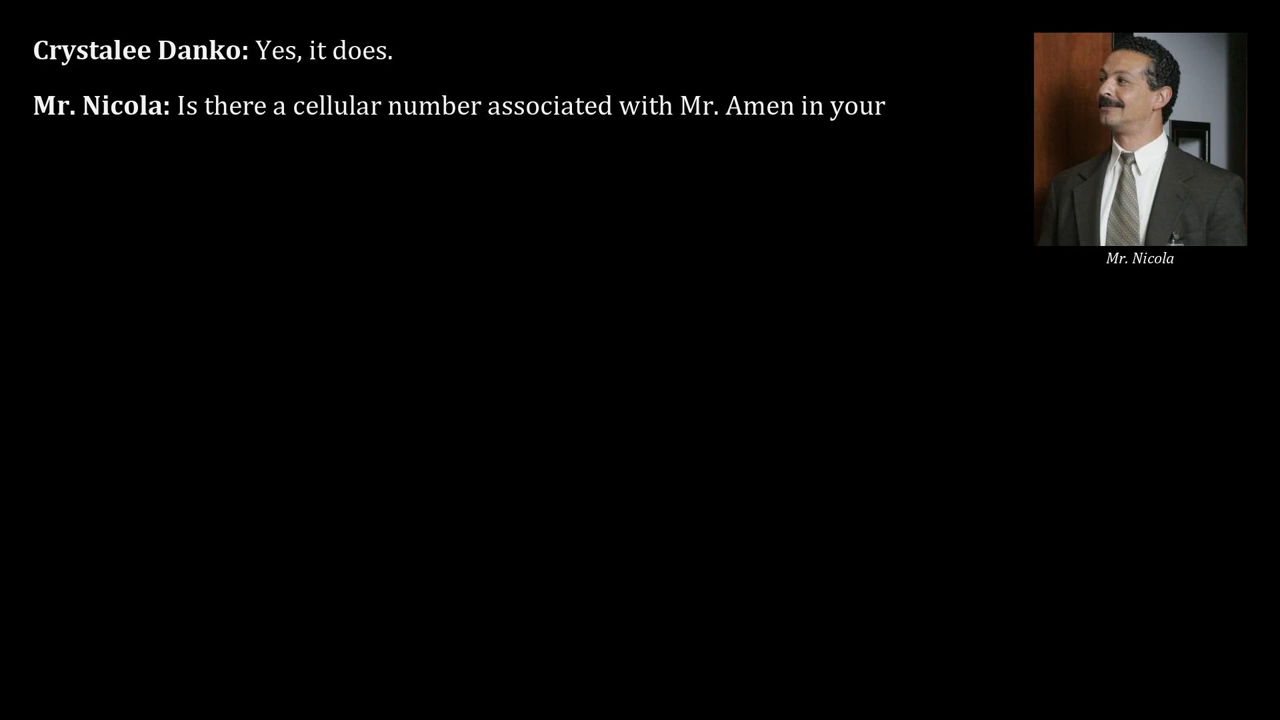 Crystalee Danko: Yes, it does.
Mr. Nicola: Is there a cellular number associated with Mr. Amen in your
Mr. Nicola